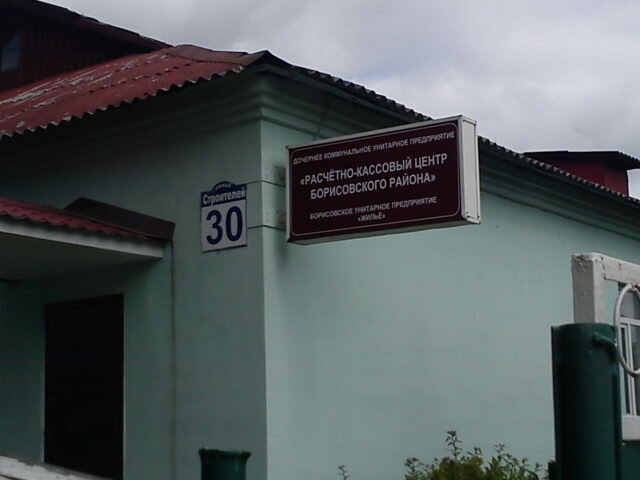 Строителей
30
ДОЧЕРНЕЕ КОММУНАЛЬНОЕ УНИТАРНОЕ ПРЕДПРИЯТИЕ
«РАСЧЁТНО-КАССОВЫЙ ЦЕНТР
БОРИСОВСКОГО РАЙОНА»
БОРИСОВСКОЕ УНИТАРНОЕ ПРЕДПРИЯТИЕ
«ЖИЛЬЁ»